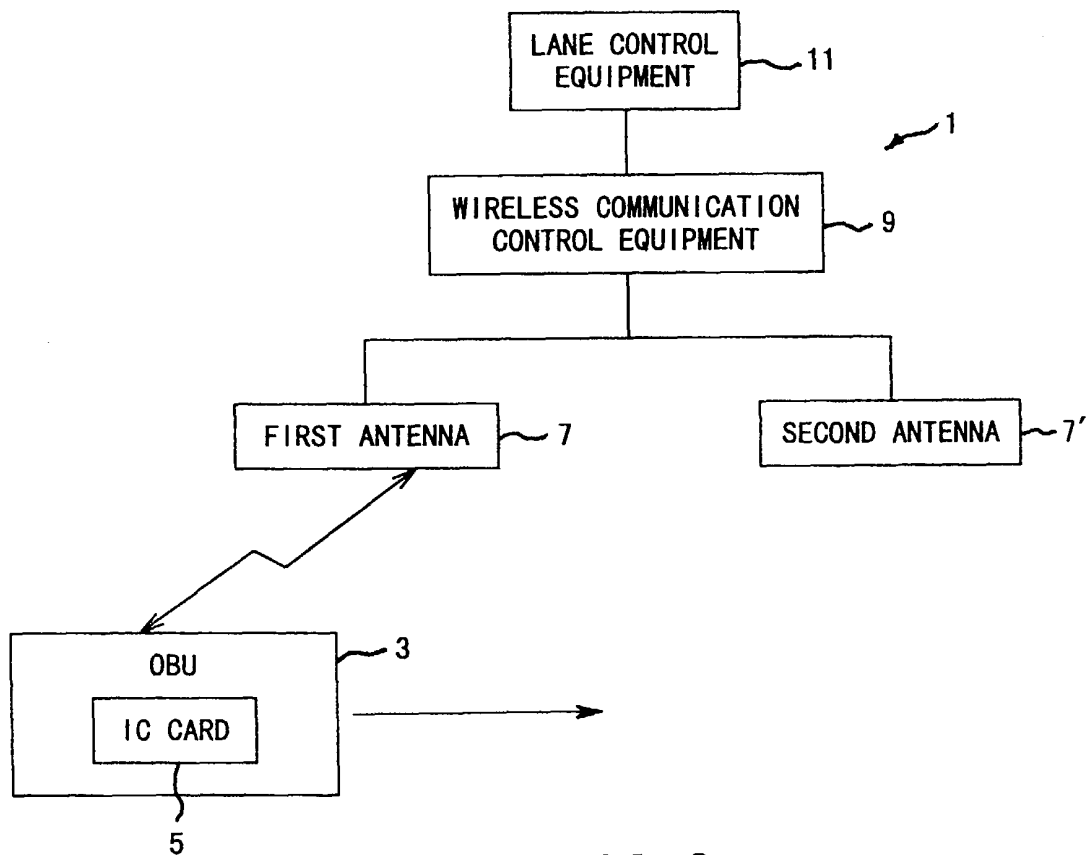 LANE CONTROL
EQUIPMENT
11
1
WIRELESS COMMUNICATION
CONTROL EQUIPMENT
9
FIRST ANTENNA
7
SECOND ANTENNA
7'
OBU
3
IC CARD
5